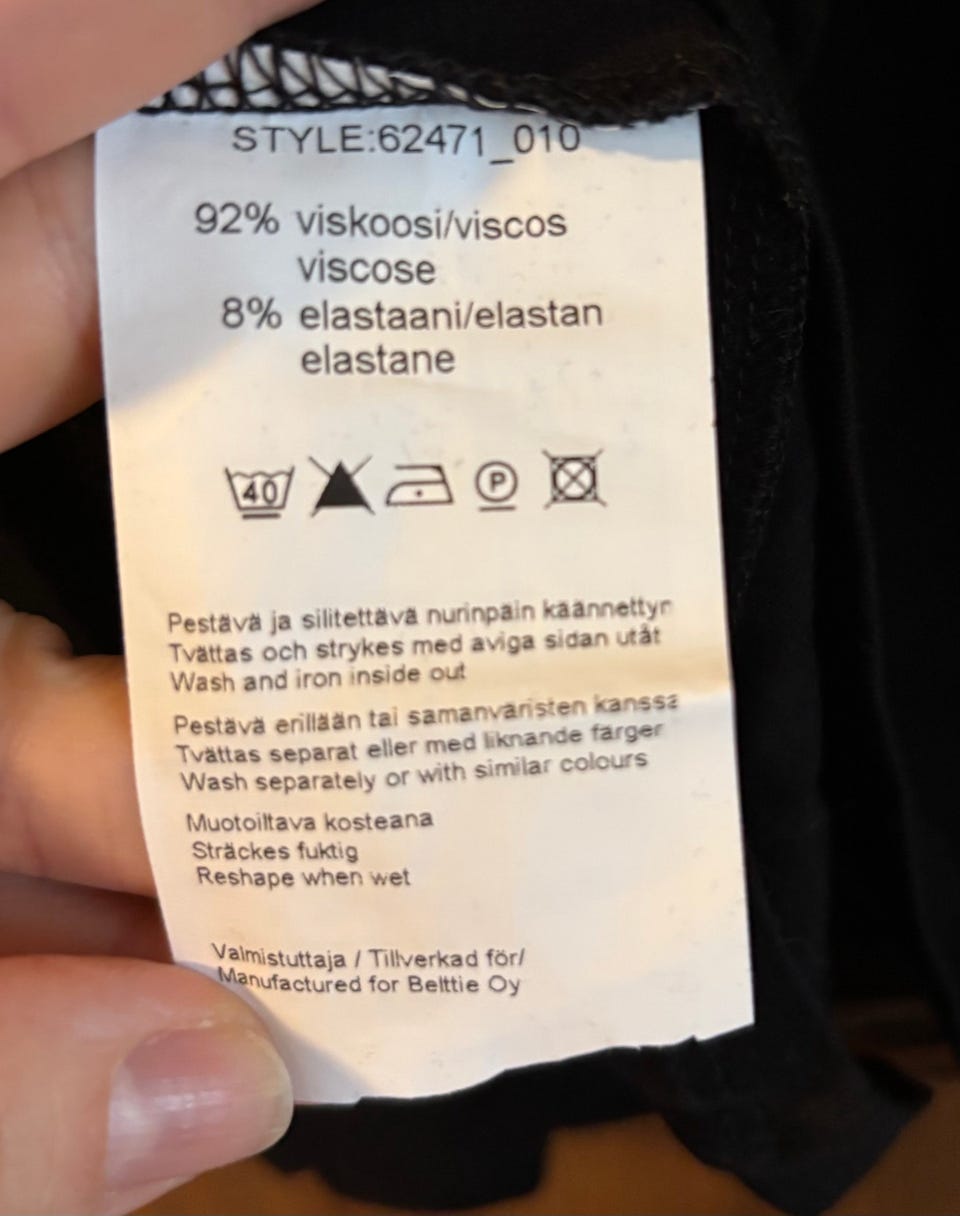 STYLE:62471_010
92% viskoosi/viscos
viscose
8% elastaani/elastan
elastane
40
P
Pestävä ja silitettävä nurinpäin käännettyn
Tvättas och strykes med aviga sidan utåt
Wash and iron inside out
Pestävä erillään tai samanväristen kanssa
Tvättas separat eller med liknande färger
Wash separately or with similar colours
Muotoiltava kosteana
Sträckes fuktig
Reshape when wet
Valmistuttaja / Tillverkad för/
Manufactured for Belttie Oy